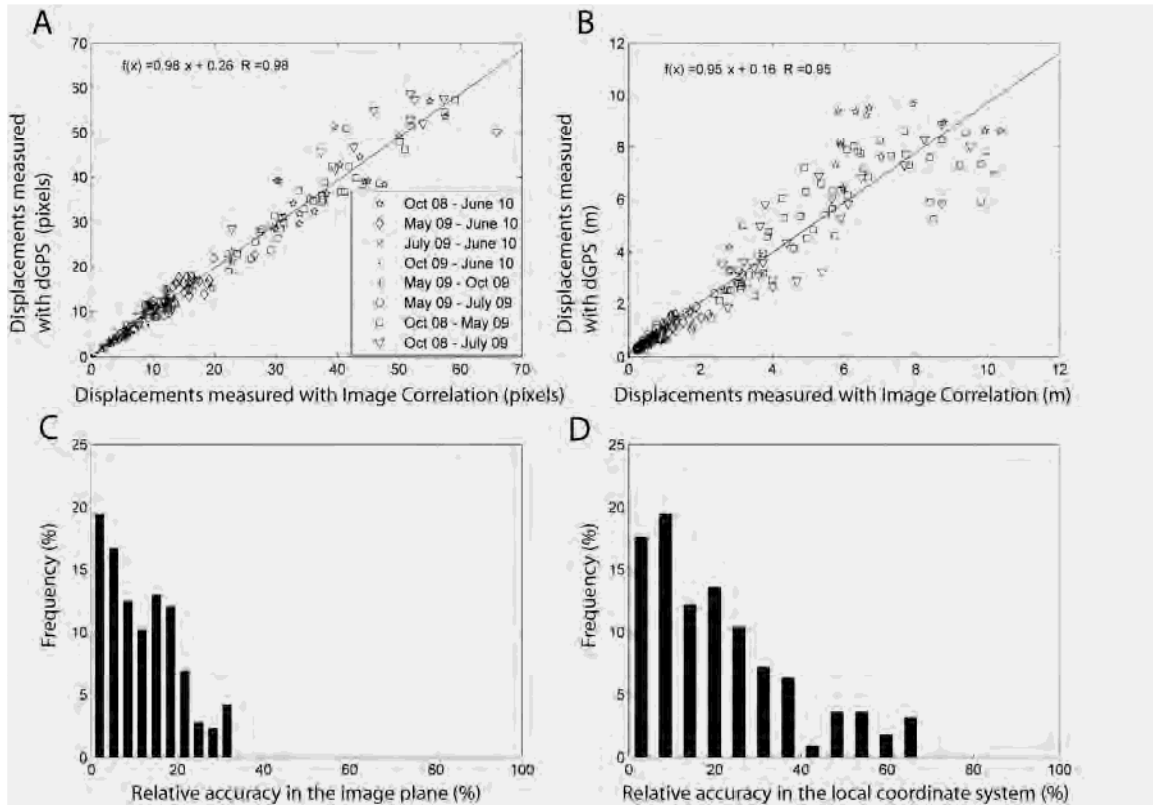 A
f(x) =0.98 x + 0.26 R =0.98
Displacements measured
with dGPS (pixels)
70
60
50
40
30
20
10
0
Oct 08 - June 10
May 09 - June 10
July 09 - June 10
Oct 09 - June 10
May 09 - Oct 09
May 09 - July 09
Oct 08 - May 09
Oct 08 - July 09
0 10 20 30 40 50 60 70
Displacements measured with Image Correlation (pixels)
B
f(x) =0.95 x + 0.16 R =0.95
Displacements measured
with dGPS (m)
12
10
8
6
4
2
0
0 2 4 6 8 10 12
Displacements measured with Image Correlation (m)
C
Frequency (%)
25
20
15
10
5
0
0 20 40 60 80 100
Relative accuracy in the image plane (%)
D
Frequency (%)
25
20
15
10
5
0
0 20 40 60 80 100
Relative accuracy in the local coordinate system (%)